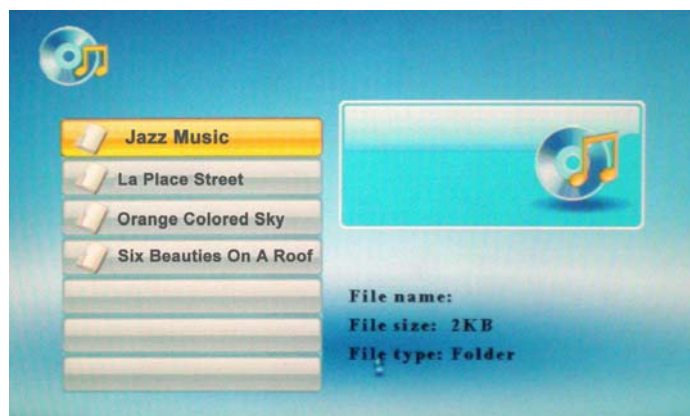 Jazz Music
La Place Street
Orange Colored Sky
Six Beauties On A Roof
File name:
File size: 2KB
File type: Folder